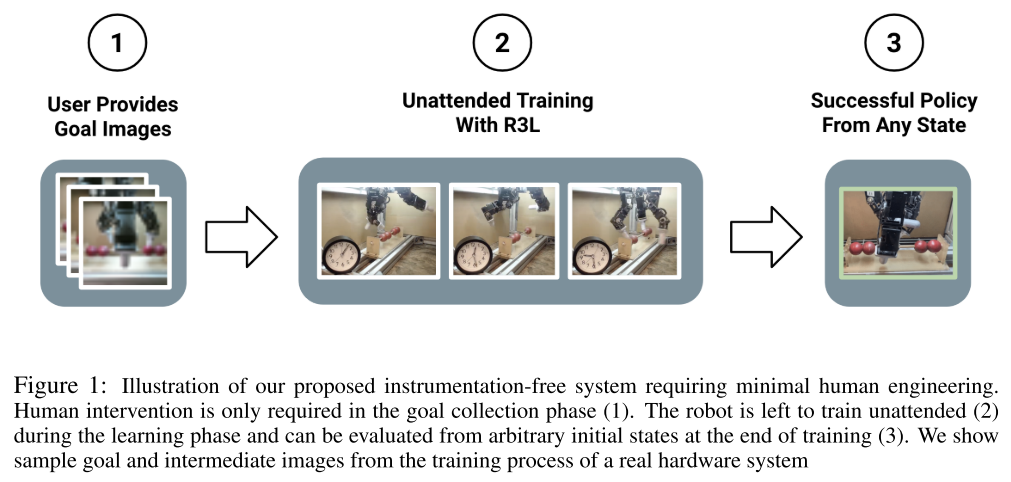 1
2
3
User Provides
Goal Images
Unattended Training
With R3L
Successful Policy
From Any State
Figure 1: Illustration of our proposed instrumentation-free system requiring minimal human engineering.
Human intervention is only required in the goal collection phase (1). The robot is left to train unattended (2)
during the learning phase and can be evaluated from arbitrary initial states at the end of training (3). We show
sample goal and intermediate images from the training process of a real hardware system